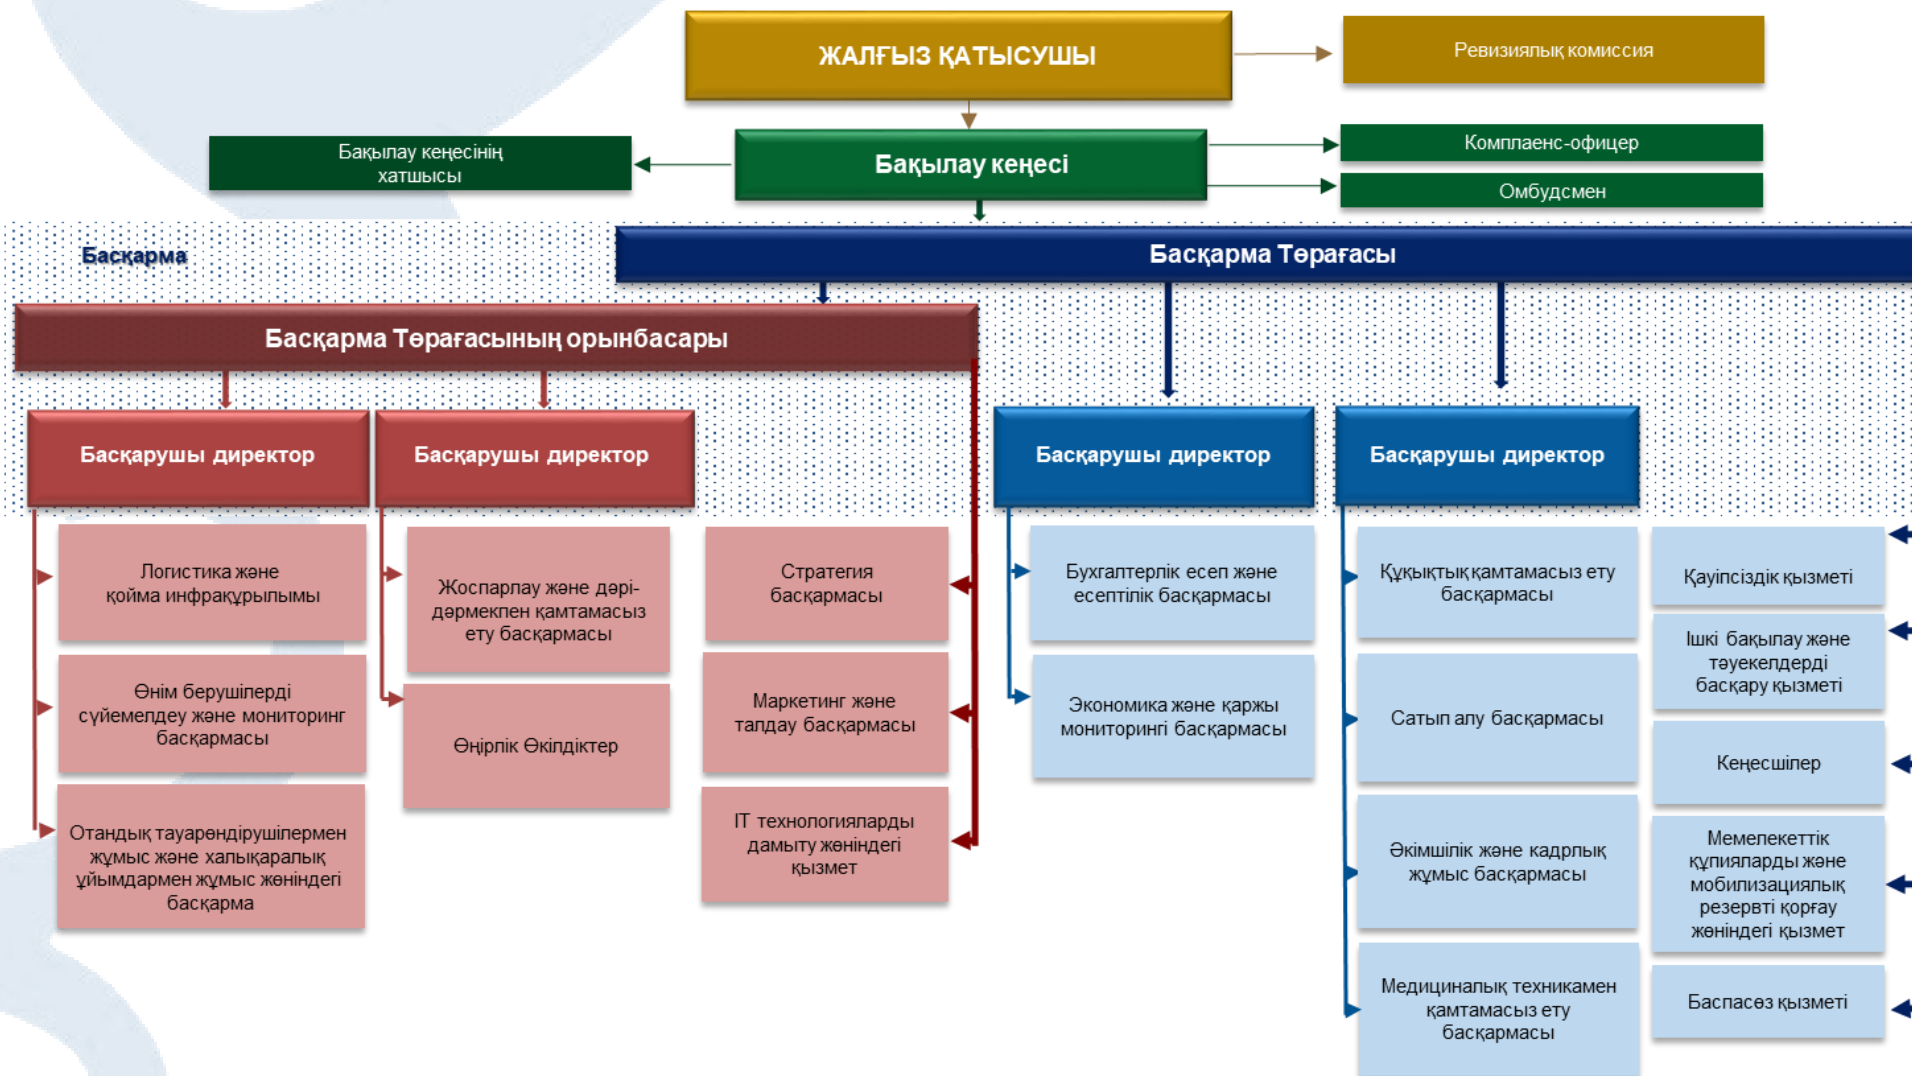 ЖАЛҒЫЗ ҚАТЫСУШЫ
Ревизиялық комиссия
Бақылау кеңесінің
хатшысы
Бақылау кеңесі
Комплаенс-офицер
Омбудсмен
Басқарма
Басқарма Төрағасы
Басқарма Төрағасының орынбасары
Басқарушы директор
Басқарушы директор
Басқарушы директор
Басқарушы директор
Логистика және
қойма инфрақұрылымы
Өнім берушілерді
сүйемелдеу және мониторинг
басқармасы
Отандық тауарөндірушілермен
жұмыс және халықаралық
ұйымдармен жұмыс жөніндегі
басқарма
Жоспарлау және дәрі-
дәрмекпен қамтамасыз
ету басқармасы
Өңірлік Өкілдіктер
Стратегия
басқармасы
Маркетинг және
талдау басқармасы
IT технологияларды
дамыту жөніндегі
қызмет
Бухгалтерлік есеп және
есептілік басқармасы
Экономика және қаржы
мониторингі басқармасы
Құқықтық қамтамасыз ету
басқармасы
Сатып алу басқармасы
Әкімшілік және кадрлық
жұмыс басқармасы
Медициналық техникамен
қамтамасыз ету
басқармасы
Қауіпсіздік қызметі
Ішкі бақылау және
тәуекелдерді
басқару қызметі
Кеңесшілер
Мемелекеттік
құпияларды және
мобилизациялық
резервті қорғау
жөніндегі қызмет
Баспасөз қызметі